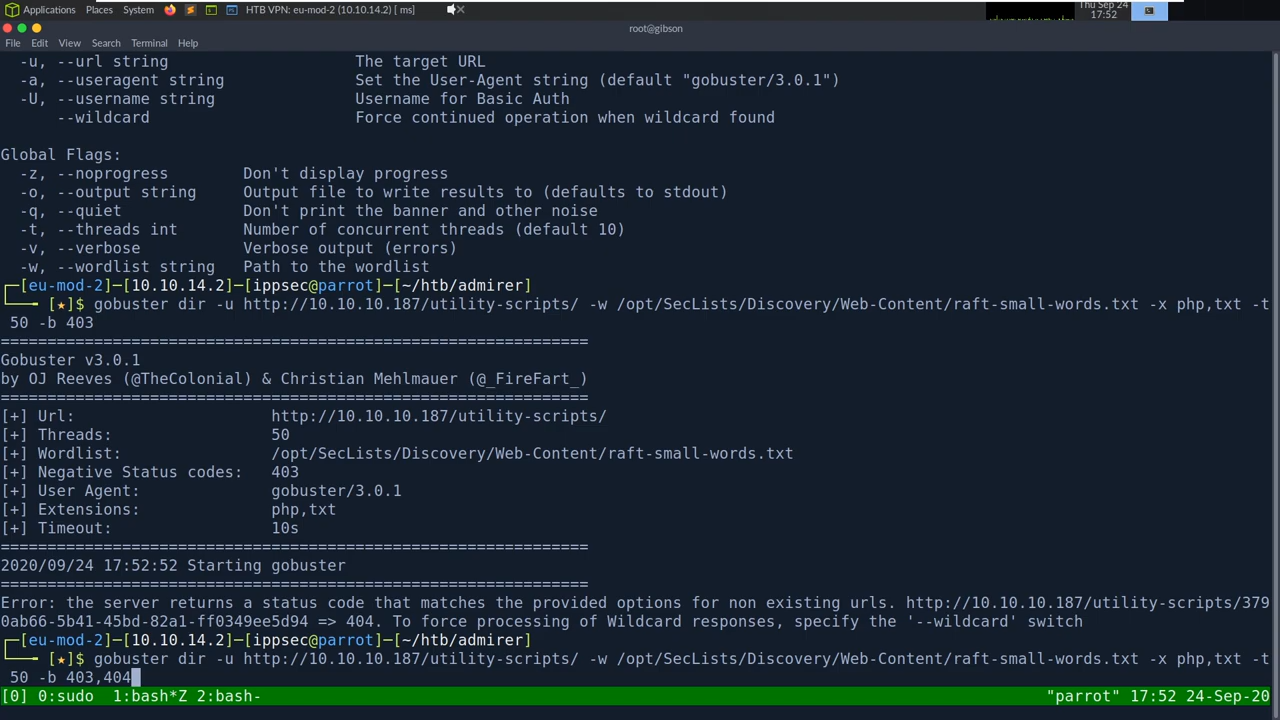 Applications Places System HTB VPN: eu-mod-2 (10.10.14.2) [ ms] Thu Sep 24
17:52
root@gibson
File Edit View Search Terminal Help
-u, --url string The target URL
-a, --useragent string Set the User-Agent string (default "gobuster/3.0.1")
-U, --username string Username for Basic Auth
--wildcard Force continued operation when wildcard found
Global Flags:
-z, --noprogress Don't display progress
-o, --output string Output file to write results to (defaults to stdout)
-q, --quiet Don't print the banner and other noise
-t, --threads int Number of concurrent threads (default 10)
-v, --verbose Verbose output (errors)
-w, --wordlist string Path to the wordlist
┌─[eu-mod-2]─[10.10.14.2]─[ippsec@parrot]─[~/htb/admirer]
└──╼ [★]$ gobuster dir -u http://10.10.10.187/utility-scripts/ -w /opt/SecLists/Discovery/Web-Content/raft-small-words.txt -x php,txt -t
50 -b 403
===============================================================
Gobuster v3.0.1
by OJ Reeves (@TheColonial) & Christian Mehlmauer (@_FireFart_)
===============================================================
[+] Url: http://10.10.10.187/utility-scripts/
[+] Threads: 50
[+] Wordlist: /opt/SecLists/Discovery/Web-Content/raft-small-words.txt
[+] Negative Status codes: 403
[+] User Agent: gobuster/3.0.1
[+] Extensions: php,txt
[+] Timeout: 10s
===============================================================
2020/09/24 17:52:52 Starting gobuster
===============================================================
Error: the server returns a status code that matches the provided options for non existing urls. http://10.10.10.187/utility-scripts/379
0ab66-5b41-45bd-82a1-ff0349ee5d94 => 404. To force processing of Wildcard responses, specify the '--wildcard' switch
┌─[eu-mod-2]─[10.10.14.2]─[ippsec@parrot]─[~/htb/admirer]
└──╼ [★]$ gobuster dir -u http://10.10.10.187/utility-scripts/ -w /opt/SecLists/Discovery/Web-Content/raft-small-words.txt -x php,txt -t
50 -b 403,404
[0] 0:sudo 1:bash*Z 2:bash- "parrot" 17:52 24-Sep-20